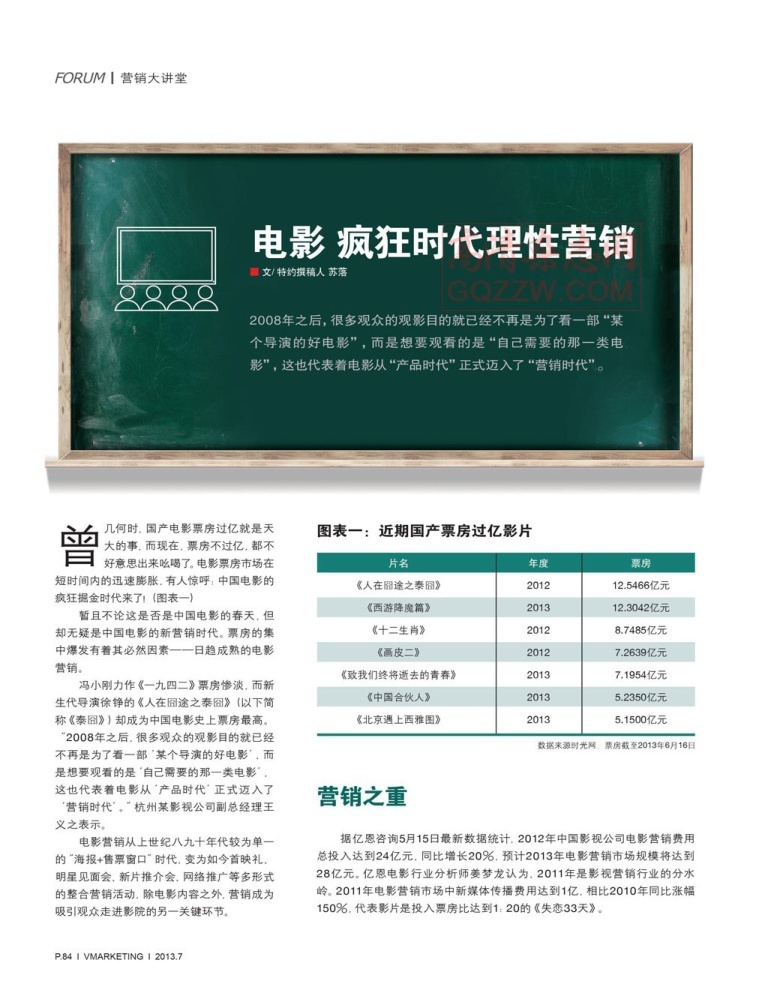 FORUM | 营销大讲堂
电影 疯狂时代理性营销
■ 文/ 特约撰稿人 苏落
GQZZW.COM
2008年之后，很多观众的观影目的就已经不再是为了看一部“某
个导演的好电影”，而是想要观看的是“自己需要的那一类电
影”，这也代表着电影从“产品时代”正式迈入了“营销时代”。
曾几何时，国产电影票房过亿就是天
大的事，而现在，票房不过亿，都不
好意思出来吆喝了。电影票房市场在
短时间内的迅速膨胀，有人惊呼：中国电影的
疯狂掘金时代来了!（图表一）
暂且不论这是否是中国电影的春天，但
却无疑是中国电影的新营销时代。票房的集
中爆发有着其必然因素——日趋成熟的电影
营销。
冯小刚力作《一九四二》票房惨淡，而新
生代导演徐铮的《人在囧途之泰囧》（以下简
称《泰囧》）却成为中国电影史上票房最高。
“2008年之后，很多观众的观影目的就已经
不再是为了看一部‘某个导演的好电影’，而
是想要观看的是‘自己需要的那一类电影’，
这也代表着电影从‘产品时代’正式迈入了
‘营销时代’。”杭州某影视公司副总经理王
义之表示。
电影营销从上世纪八九十年代较为单一
的“海报+售票窗口”时代，变为如今首映礼、
明星见面会、新片推介会、网络推广等多形式
的整合营销活动，除电影内容之外，营销成为
吸引观众走进影院的另一关键环节。
图表一：近期国产票房过亿影片
片名 年度 票房
《人在囧途之泰囧》 2012 12.5466亿元
《西游降魔篇》 2013 12.3042亿元
《十二生肖》 2012 8.7485亿元
《画皮二》 2012 7.2639亿元
《致我们终将逝去的青春》 2013 7.1954亿元
《中国合伙人》 2013 5.2350亿元
《北京遇上西雅图》 2013 5.1500亿元
数据来源时光网，票房截至2013年6月16日
营销之重
据亿恩咨询5月15日最新数据统计，2012年中国影视公司电影营销费用
总投入达到24亿元，同比增长20%，预计2013年电影营销市场规模将达到
28亿元。亿恩电影行业分析师姜梦龙认为，2011年是影视营销行业的分水
岭。2011年电影营销市场中新媒体传播费用达到1亿，相比2010年同比涨幅
150%，代表影片是投入票房比达到1：20的《失恋33天》。
P.84 I VMARKETING I 2013.7